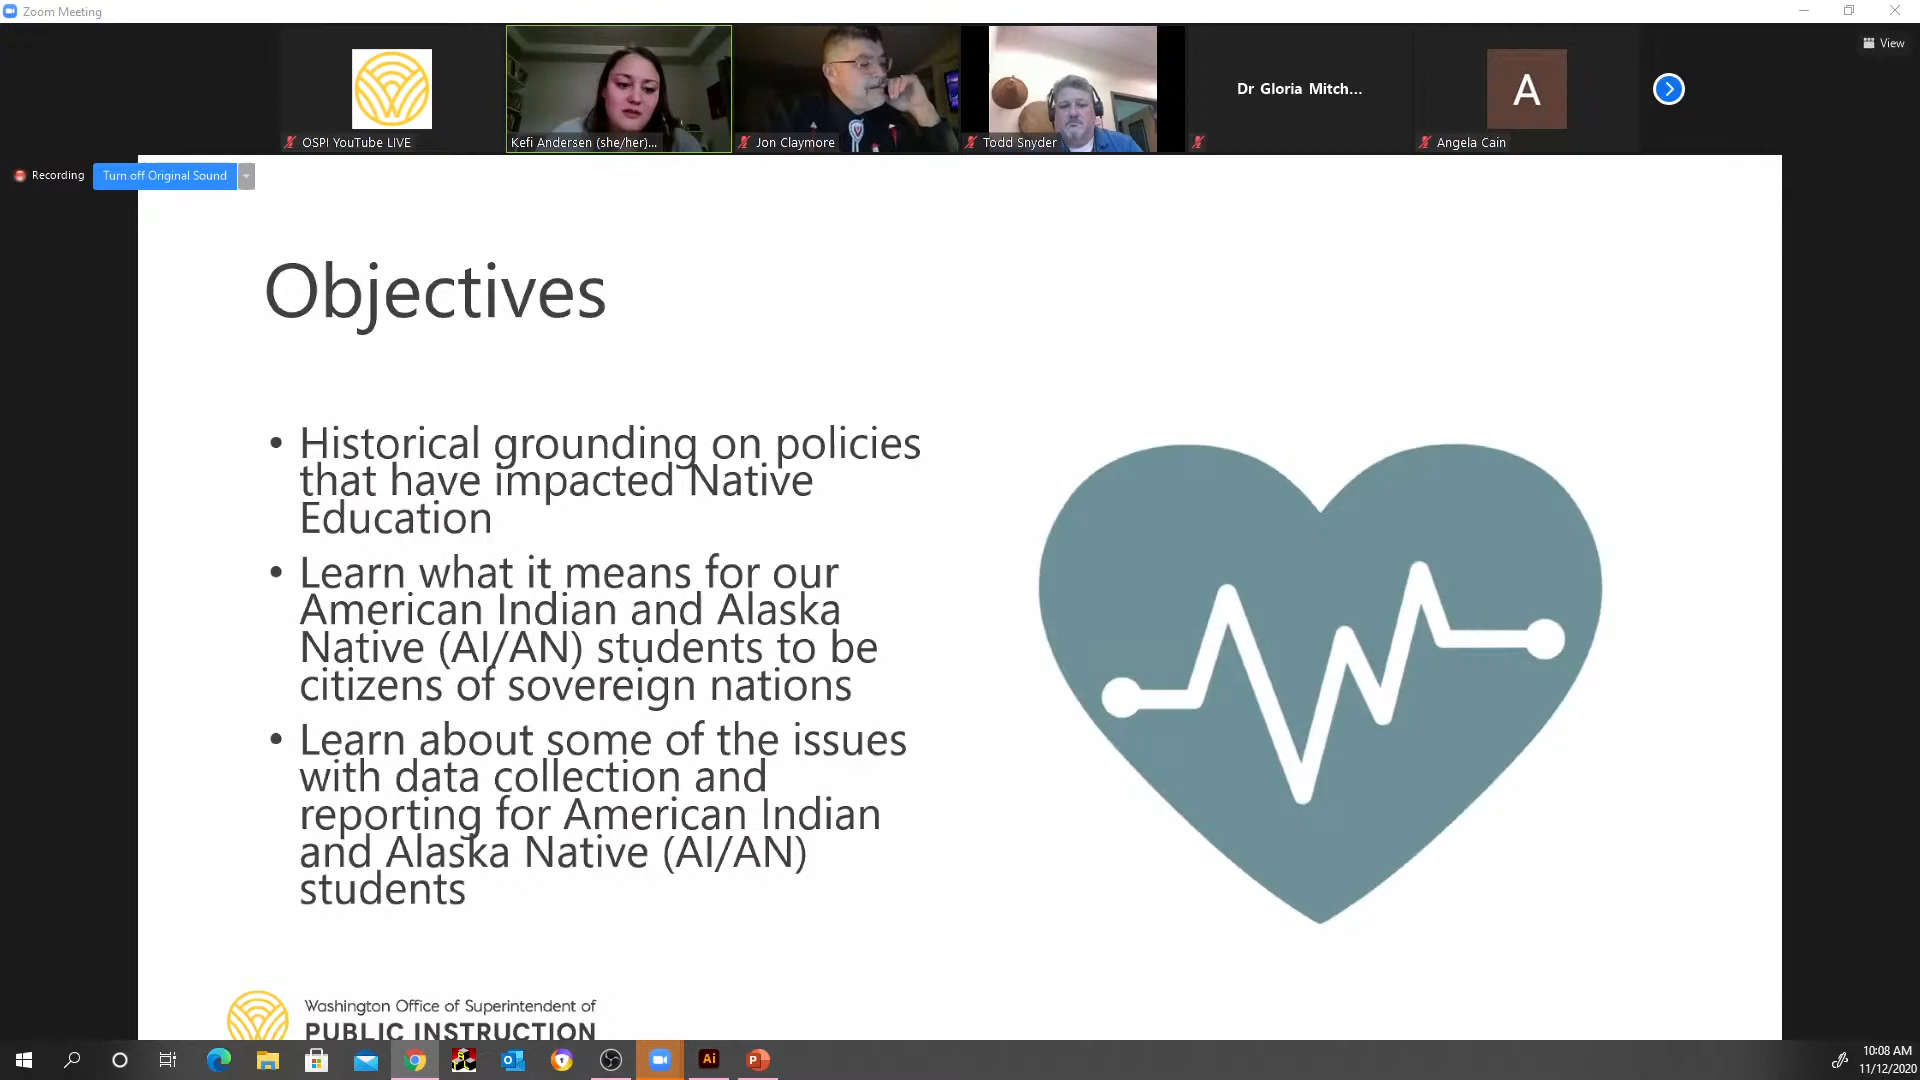 Zoom Meeting
View
OSPI YouTube LIVE
Kefi Andersen (she/her)...
Jon Claymore
Todd Snyder
Dr Gloria Mitch...
A
Angela Cain
Recording
Turn off Original Sound
Objectives
• Historical grounding on policies
that have impacted Native
Education
• Learn what it means for our
American Indian and Alaska
Native (AI/AN) students to be
citizens of sovereign nations
• Learn about some of the issues
with data collection and
reporting for American Indian
and Alaska Native (AI/AN)
students
Washington Office of Superintendent of
PUBLIC INSTRUCTION
Ai
10:08 AM
11/12/2020